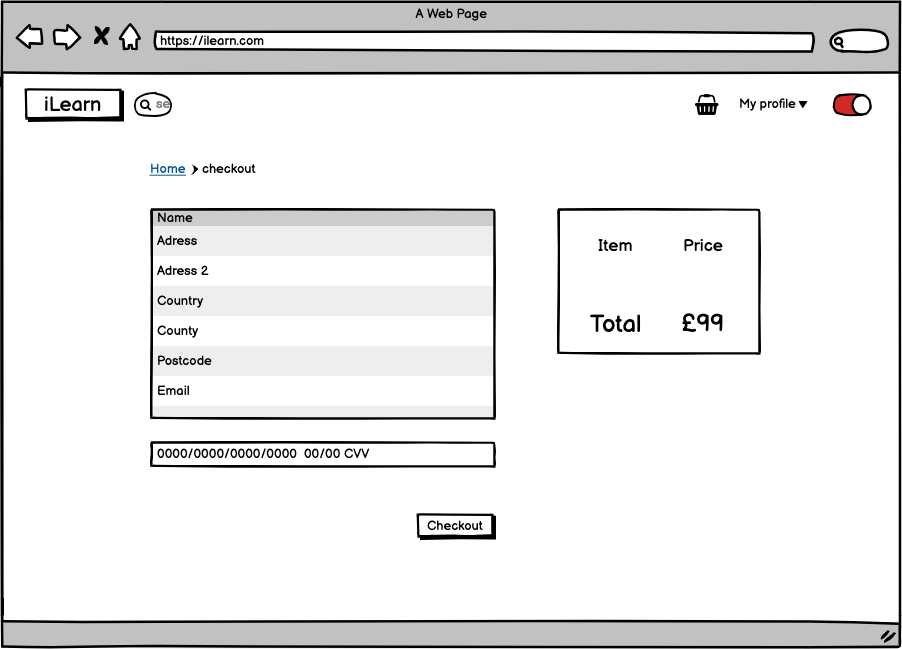 A Web Page
https://ilearn.com
iLearn
se
My profile
Home
checkout
Name
Adress
Adress 2
Country
County
Postcode
Email
Item Price
Total £99
0000/0000/0000/0000 00/00 CVV
Checkout